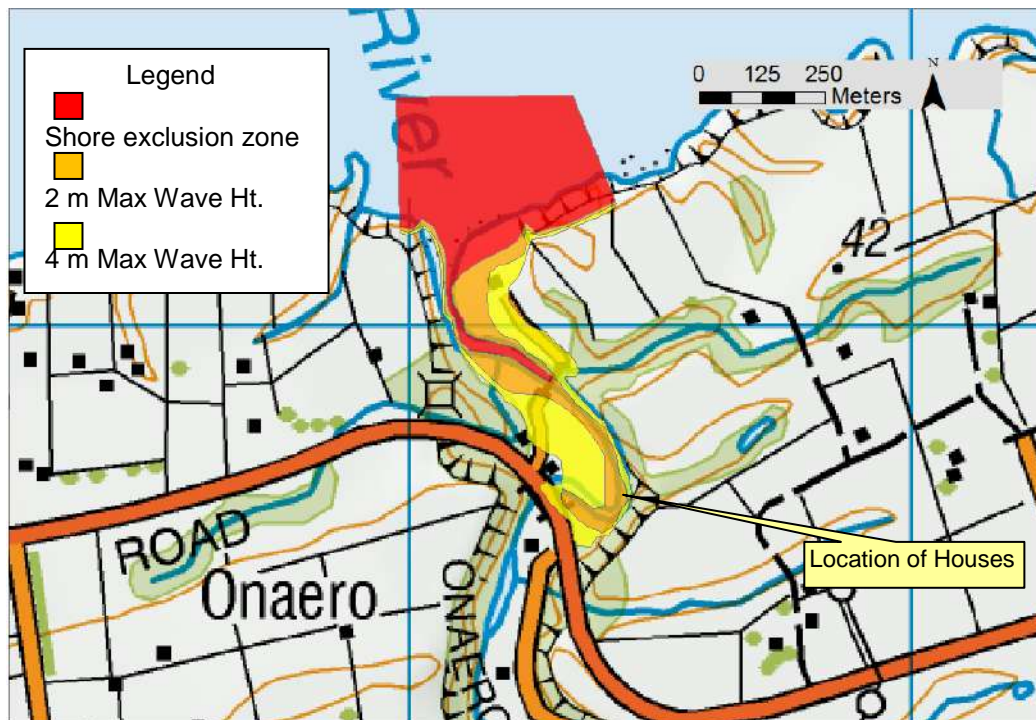 River
Legend
Shore exclusion zone
2 m Max Wave Ht.
4 m Max Wave Ht.
N
0 125 250
Meters
42
Location of Houses
ROAD
Onaero
ONAERO